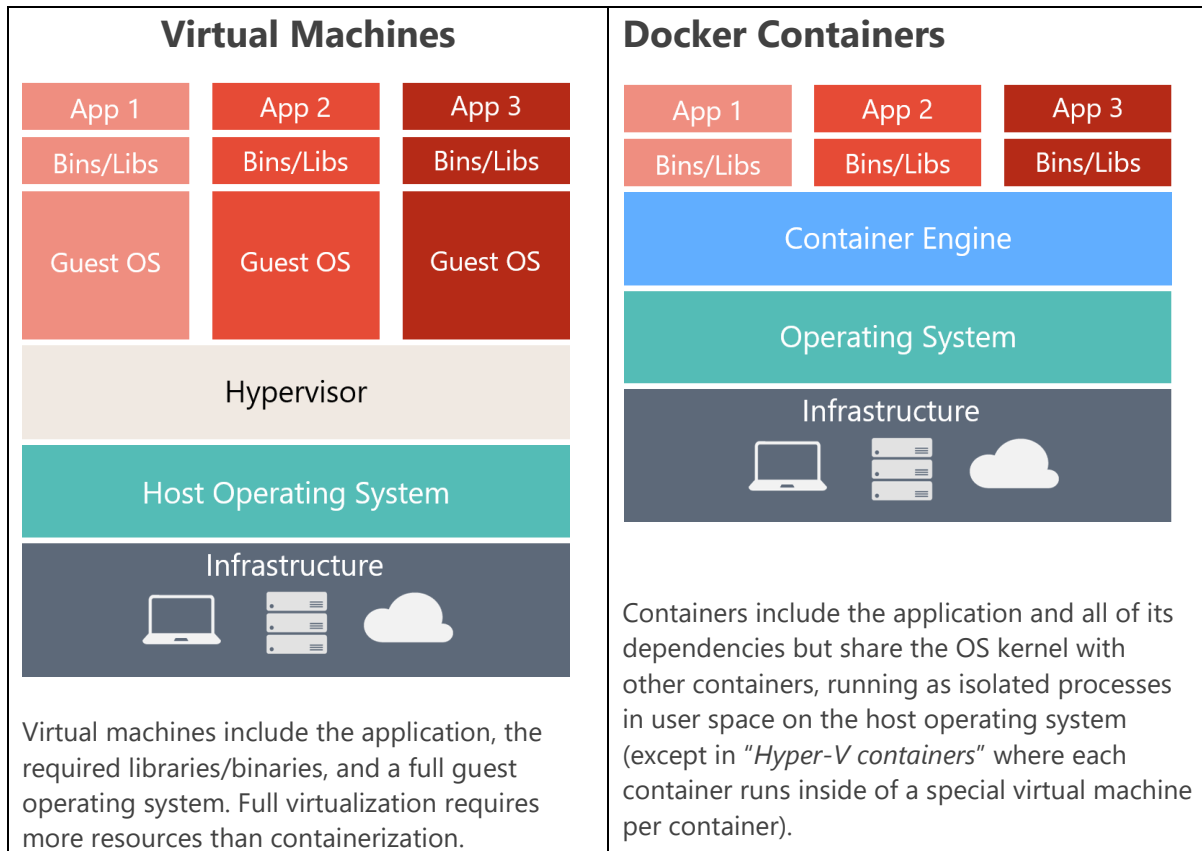 Virtual Machines
App 1
App 2
App 3
Bins/Libs
Bins/Libs
Bins/Libs
Guest OS
Guest OS
Guest OS
Hypervisor
Host Operating System
Infrastructure
Virtual machines include the application, the
required libraries/binaries, and a full guest
operating system. Full virtualization requires
more resources than containerization.
Docker Containers
App 1
App 2
App 3
Bins/Libs
Bins/Libs
Bins/Libs
Container Engine
Operating System
Infrastructure
Containers include the application and all of its
dependencies but share the OS kernel with
other containers, running as isolated processes
in user space on the host operating system
(except in “Hyper-V containers” where each
container runs inside of a special virtual machine
per container).